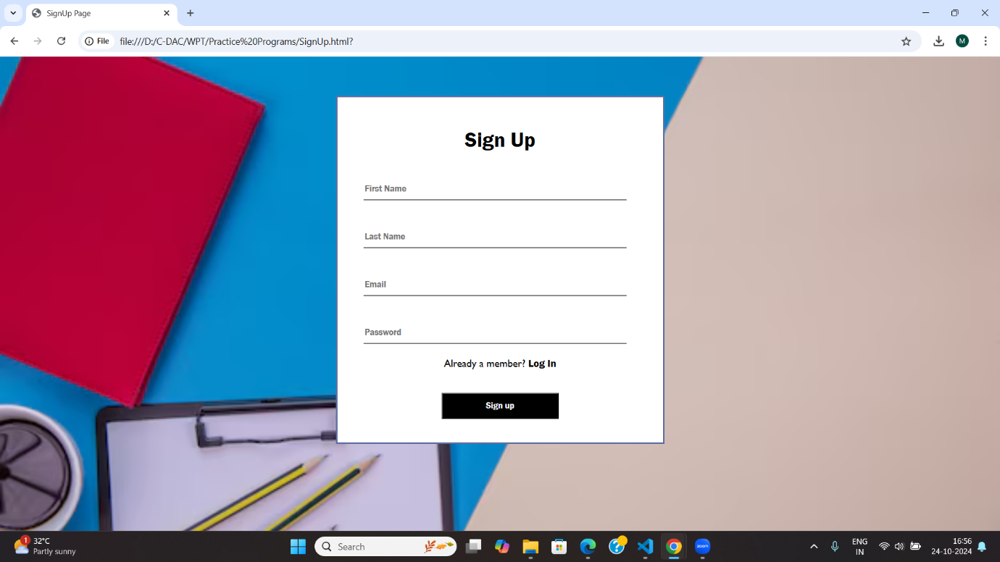 SignUp Page
File
file:///D:/C-DAC/WPT/Practice%20Programs/SignUp.html?
M
Sign Up
First Name
Last Name
Email
Password
Already a member? Log In
Sign up
1
32°C
Partly sunny
Search
zoom
ENG
IN
16:56
24-10-2024